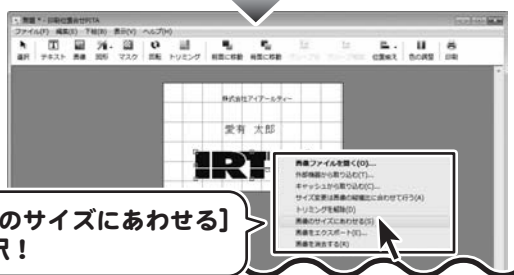 無題 * - 印刷位置合せRITA
ファイル(F) 編集(E) 下絵(B) 表示(V) ヘルプ(H)
選択 テキスト 画像 図形 マスク 回転 トリミング 前面に移動 背面に移動 位置揃え 色の調整 印刷
株式会社アイアールティー
愛有 太郎
IRT
画像ファイルを開く(O)...
外部機器から取り込む(T)...
キャッシュから取り込む(C)...
サイズ変更は画像の縦横比に合わせて行う(A)
トリミングを解除(D)
画像のサイズにあわせる(S)
画像をエクスポート(E)...
画像を消去する(R)
のサイズにあわせる]
択！